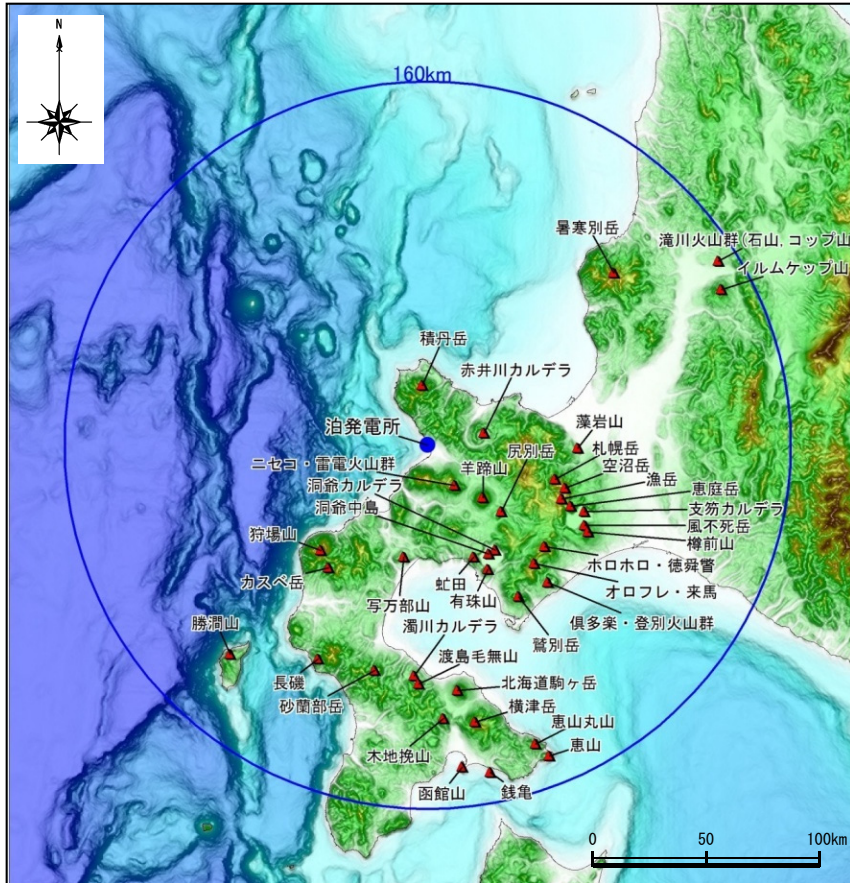 N
160km
暑寒別岳
滝川火山群(石山,コップ山
イルムケップ山
積丹岳
赤井川カルデラ
泊発電所
藻岩山
尻別岳
札幌岳
ニセコ・雷電火山群
羊蹄山
空沼岳
洞爺カルデラ
漁岳
恵庭岳
洞爺中島
支笏カルデラ
風不死岳
狩場山
樽前山
カスベ岳
ホロホロ・徳舜瞥
写万部山
虻田
有珠山
オロフレ・来馬
倶多楽・登別火山群
濁川カルデラ
鷲別岳
勝澗山
渡島毛無山
長磯
北海道駒ヶ岳
砂蘭部岳
横津岳
恵山丸山
木地挽山
恵山
函館山
銭亀
0 50 100km